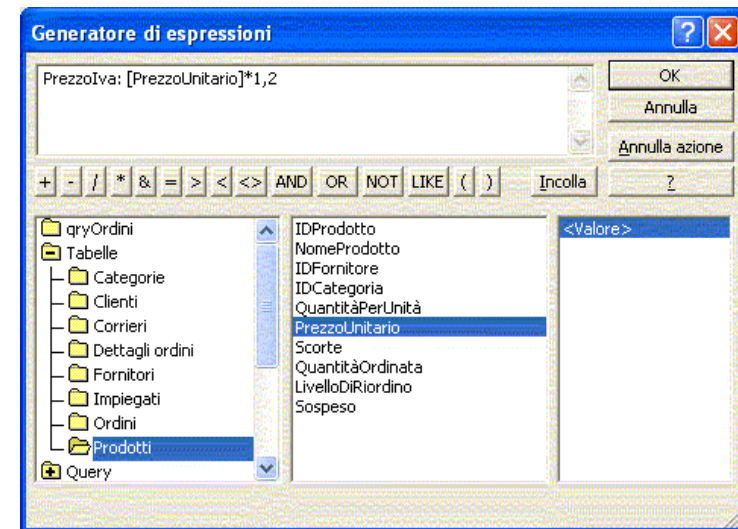 Generatore di espressioni
?
PrezzoIva: [PrezzoUnitario]*1,2
OK
Annulla
Annulla azione
+ - / * & = > < <> AND OR NOT LIKE ( ) Incolla ?
qryOrdini
Tabelle
Categorie
Clienti
Corrieri
Dettagli ordini
Fornitori
Impiegati
Ordini
Prodotti
Query
IDProdotto
NomeProdotto
IDFornitore
IDCategoria
QuantitàPerUnità
PrezzoUnitario
Scorte
QuantitàOrdinata
LivelloDiRiordino
Sospeso
<Valore>